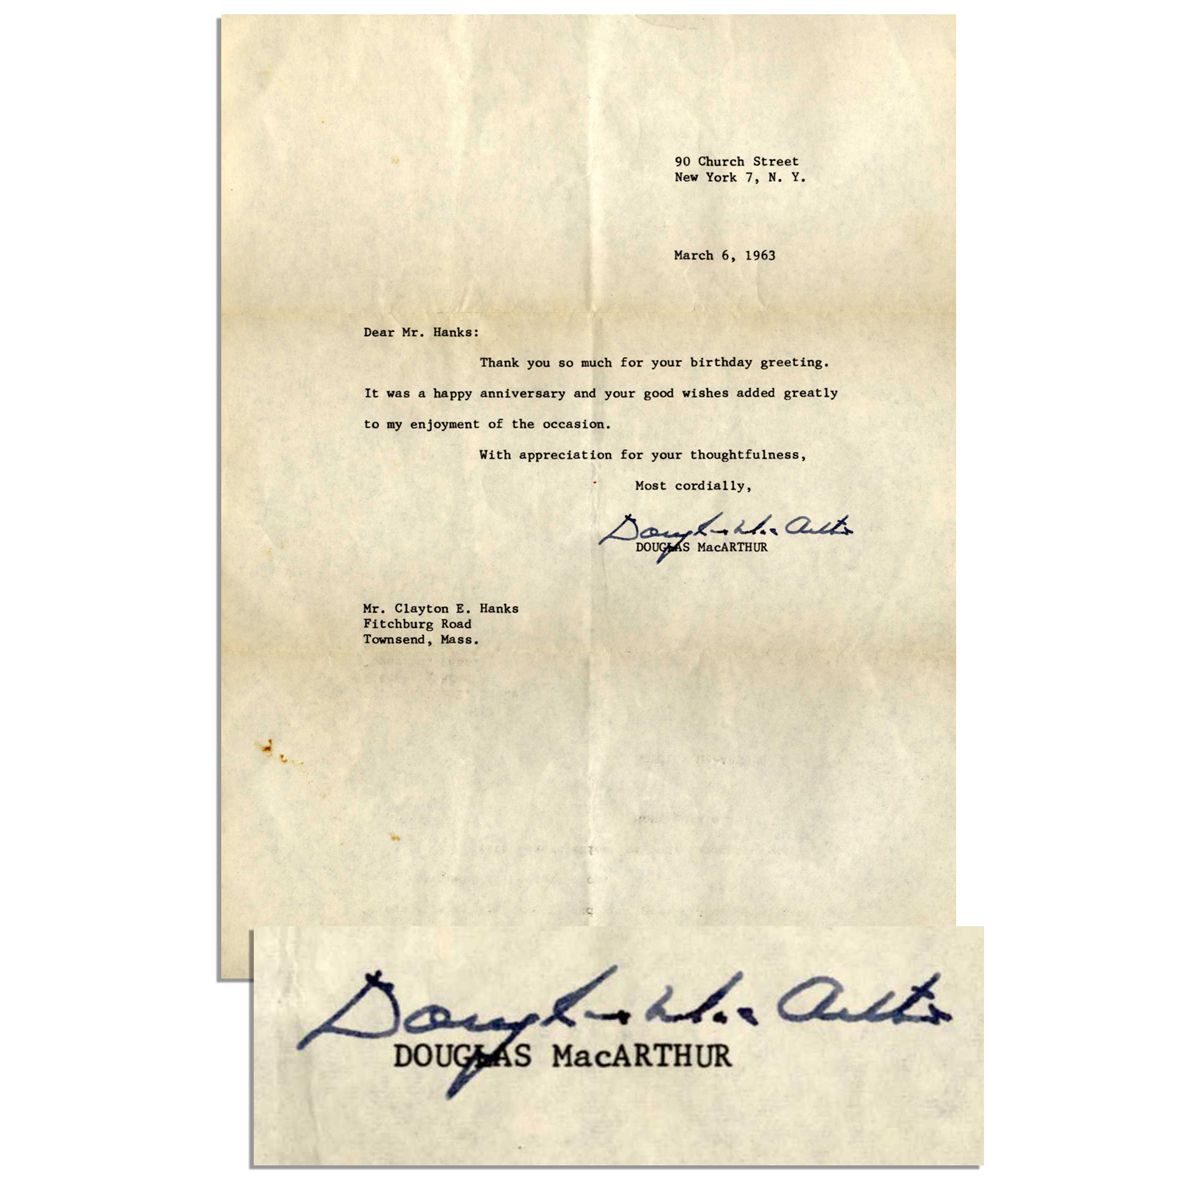 90 Church Street
New York 7, N. Y.
March 6, 1963
Dear Mr. Hanks:
Thank you so much for your birthday greeting.
It was a happy anniversary and your good wishes added greatly
to my enjoyment of the occasion.
With appreciation for your thoughtfulness,
Most cordially,
Douglas MacArthur
DOUGLAS MacARTHUR
Mr. Clayton E. Hanks
Fitchburg Road
Townsend, Mass.
Douglas MacArthur
DOUGLAS MacARTHUR